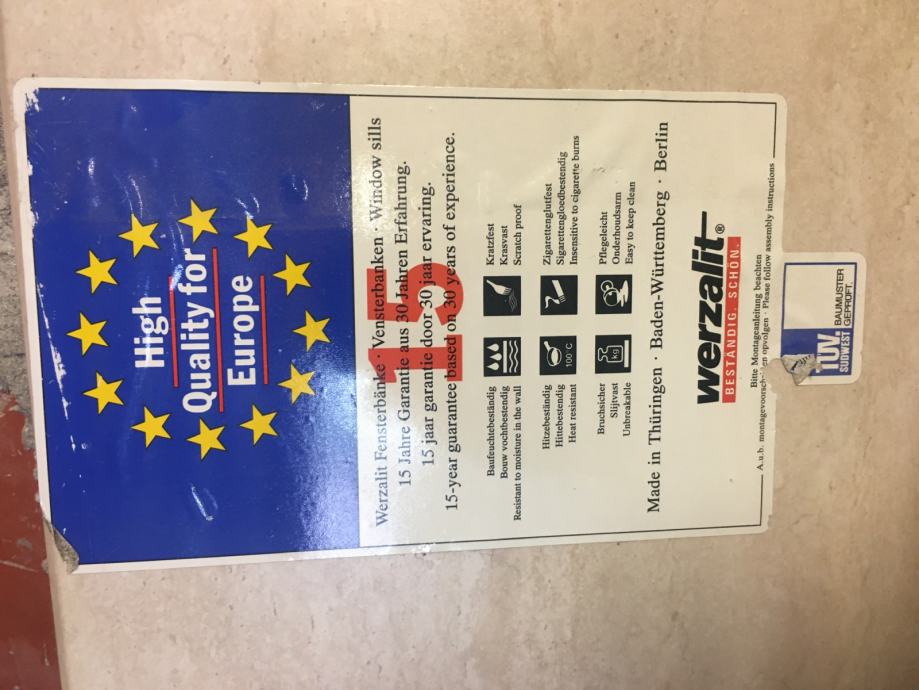 High
Quality for
Europe
15
Werzalit Fensterbänke · Vensterbanken · Window sills
15 Jahre Garantie aus 30 Jahren Erfahrung.
15 jaar garantie door 30 jaar ervaring.
15-year guarantee based on 30 years of experience.
Baufeuchtebeständig
Bouw vochtbestendig
Resistant to moisture in the wall
Kratzfest
Krasvast
Scratch proof
Hitzebeständig
Hittebestendig
Heat resistant
100°C
Zigarettenglutfest
Sigarettengloedbestendig
Insensitive to cigarette burns
Bruchsicher
Slijtvast
Unbreakable
kg
Pflegeleicht
Onderhoudsarm
Easy to keep clean
Made in Thüringen · Baden-Württemberg · Berlin
werzalit®
BESTÄNDIG. SCHÖN.
Bitte Montageanleitung beachten
A.u.b. opvolgen · Please follow assembly instructions
TÜV
SÜDWEST
BAUMUSTER
GEPRÜFT.